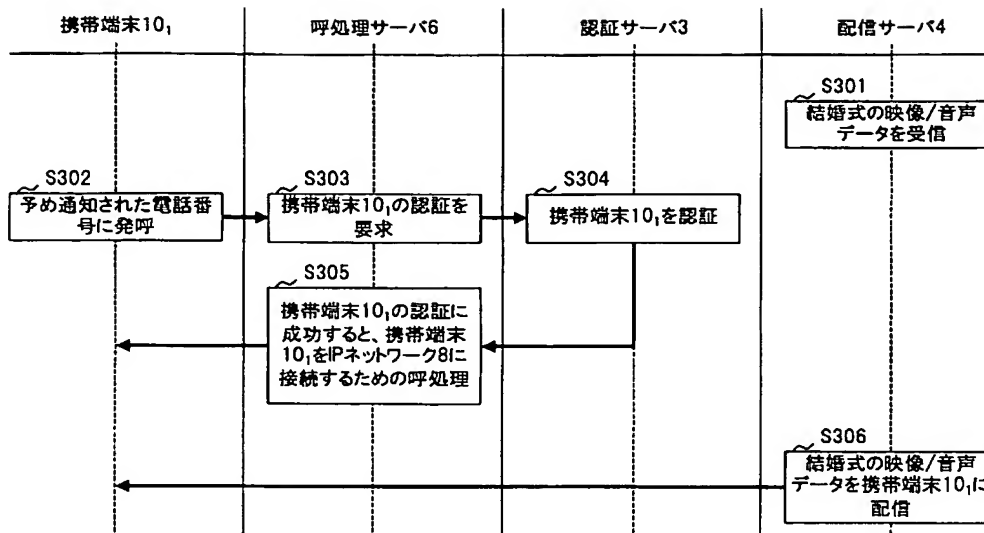 携帯端末10₁
呼処理サーバ6
認証サーバ3
配信サーバ4
S301
結婚式の映像/音声
データを受信
S302
予め通知された電話番
号に発呼
S303
携帯端末10₁の認証を
要求
S304
携帯端末10₁を認証
S305
携帯端末10₁の認証に
成功すると、携帯端末
10₁をIPネットワーク8に
接続するための呼処理
S306
結婚式の映像/音声
データを携帯端末10₁に
配信